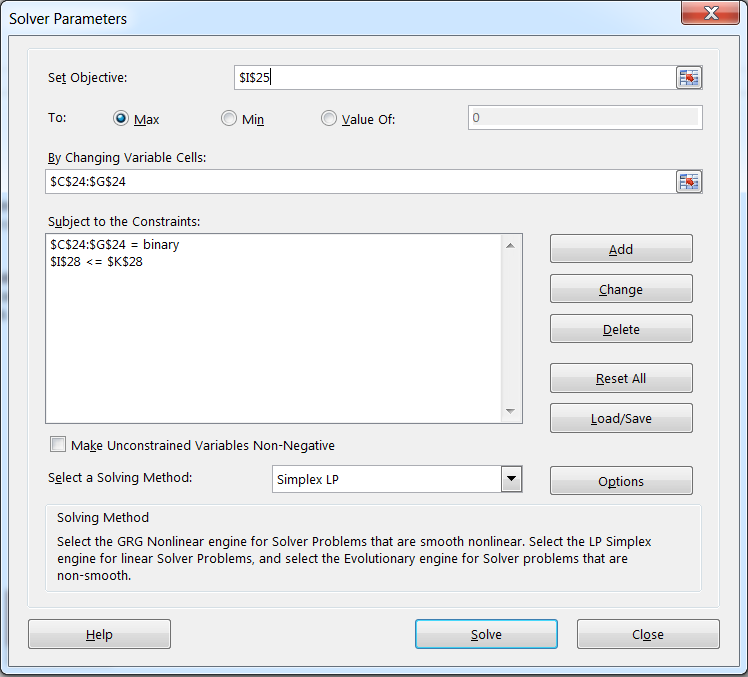 Solver Parameters
Set Objective:
$I$25
To:
Max
Min
Value Of:
0
By Changing Variable Cells:
$C$24:$G$24
Subject to the Constraints:
$C$24:$G$24 = binary
$I$28 <= $K$28
Add
Change
Delete
Reset All
Load/Save
Make Unconstrained Variables Non-Negative
Select a Solving Method:
Simplex LP
Options
Solving Method
Select the GRG Nonlinear engine for Solver Problems that are smooth nonlinear. Select the LP Simplex
engine for linear Solver Problems, and select the Evolutionary engine for Solver problems that are
non-smooth.
Help
Solve
Close